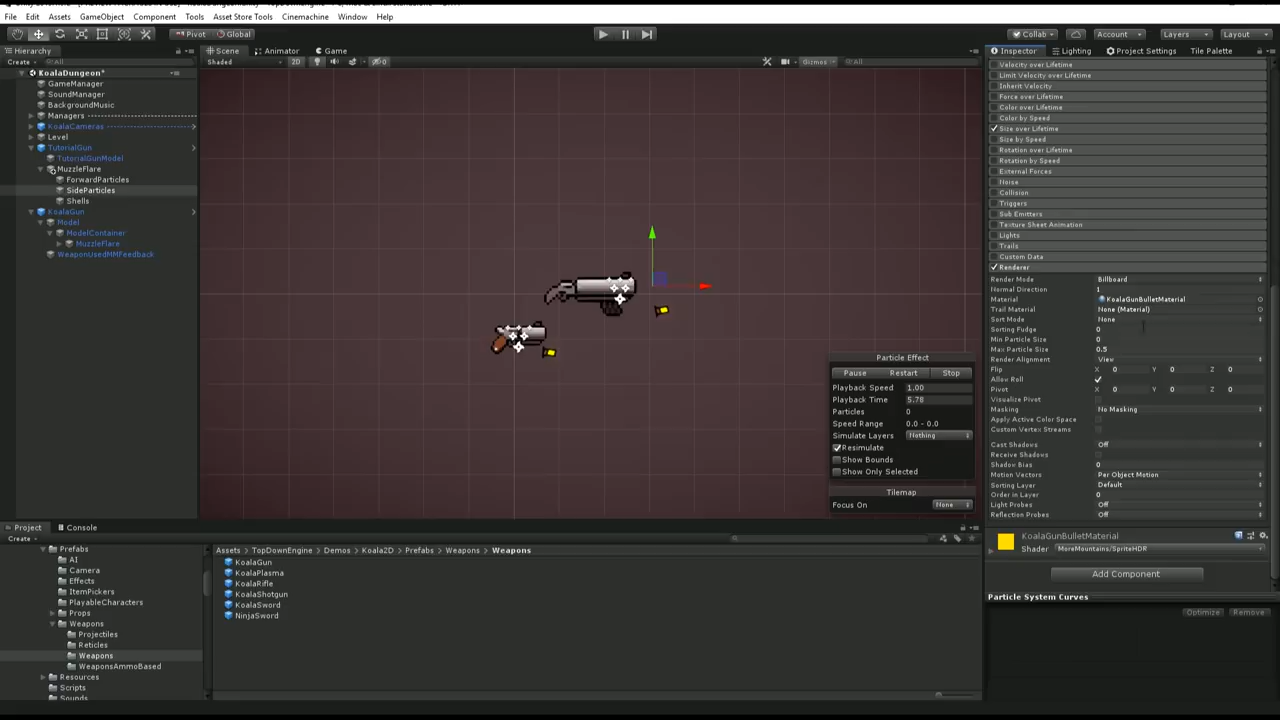 File Edit Assets GameObject Component Tools Asset Store Tools Cinemachine Window Help
Pivot Global Collab Account Layers Layout
Hierarchy
Create All
KoalaDungeon*
GameManager
SoundManager
BackgroundMusic
Managers
KoalaCameras
Level
TutorialGun
TutorialGunModel
MuzzleFlare
ForwardParticles
SideParticles
Shells
KoalaGun
Model
ModelContainer
MuzzleFlare
WeaponUsedMMFeedback
Scene Animator Game
Shaded 2D Gizmos All
Particle Effect
Pause Restart Stop
Playback Speed 1.00
Playback Time 5.78
Particles 0
Speed Range 0.0 - 0.0
Simulate Layers Nothing
Resimulate
Show Bounds
Show Only Selected
Tilemap
Focus On None
Inspector Lighting Project Settings Tile Palette
Velocity over Lifetime
Limit Velocity over Lifetime
Inherit Velocity
Force over Lifetime
Color over Lifetime
Color by Speed
Size over Lifetime
Size by Speed
Rotation over Lifetime
Rotation by Speed
External Forces
Noise
Collision
Triggers
Sub Emitters
Texture Sheet Animation
Lights
Trails
Custom Data
Renderer
Render Mode Billboard
Normal Direction 1
Material KoalaGunBulletMaterial
Trail Material None (Material)
Sort Mode None
Sorting Fudge 0
Min Particle Size 0
Max Particle Size 0.5
Render Alignment View
Flip X 0 Y 0 Z 0
Allow Roll
Pivot X 0 Y 0 Z 0
Visualize Pivot
Masking No Masking
Apply Active Color Space
Custom Vertex Streams
Cast Shadows Off
Receive Shadows
Shadow Bias 0
Motion Vectors Per Object Motion
Sorting Layer Default
Order in Layer 0
Light Probes Off
Reflection Probes Off
KoalaGunBulletMaterial
Shader MoreMountains/SpriteHDR
Add Component
Particle System Curves
Optimize Remove
Project Console
Create
Prefabs
AI
Camera
Effects
ItemPickers
PlayableCharacters
Props
Weapons
Projectiles
Reticles
Weapons
WeaponsAmmoBased
Resources
Scripts
Sounds
Assets TopDownEngine Demos Koala2D Prefabs Weapons Weapons
KoalaGun
KoalaPlasma
KoalaRifle
KoalaShotgun
KoalaSword
NinjaSword